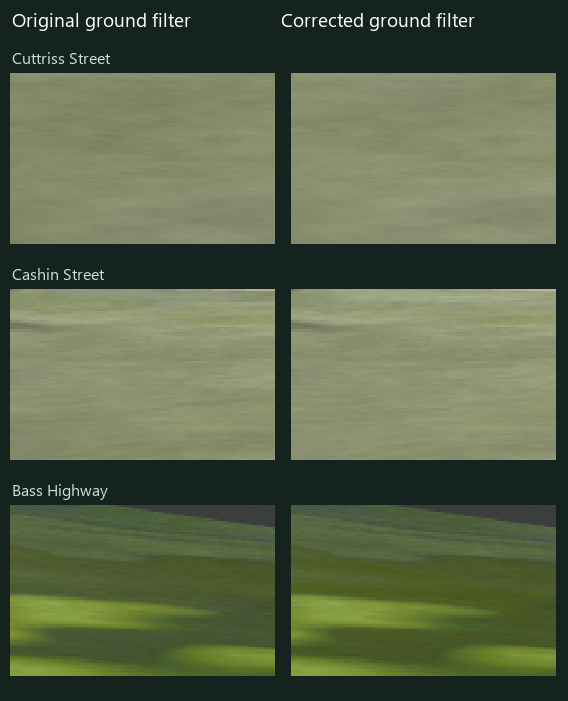 Original ground filter
Corrected ground filter
Cuttriss Street
Cashin Street
Bass Highway